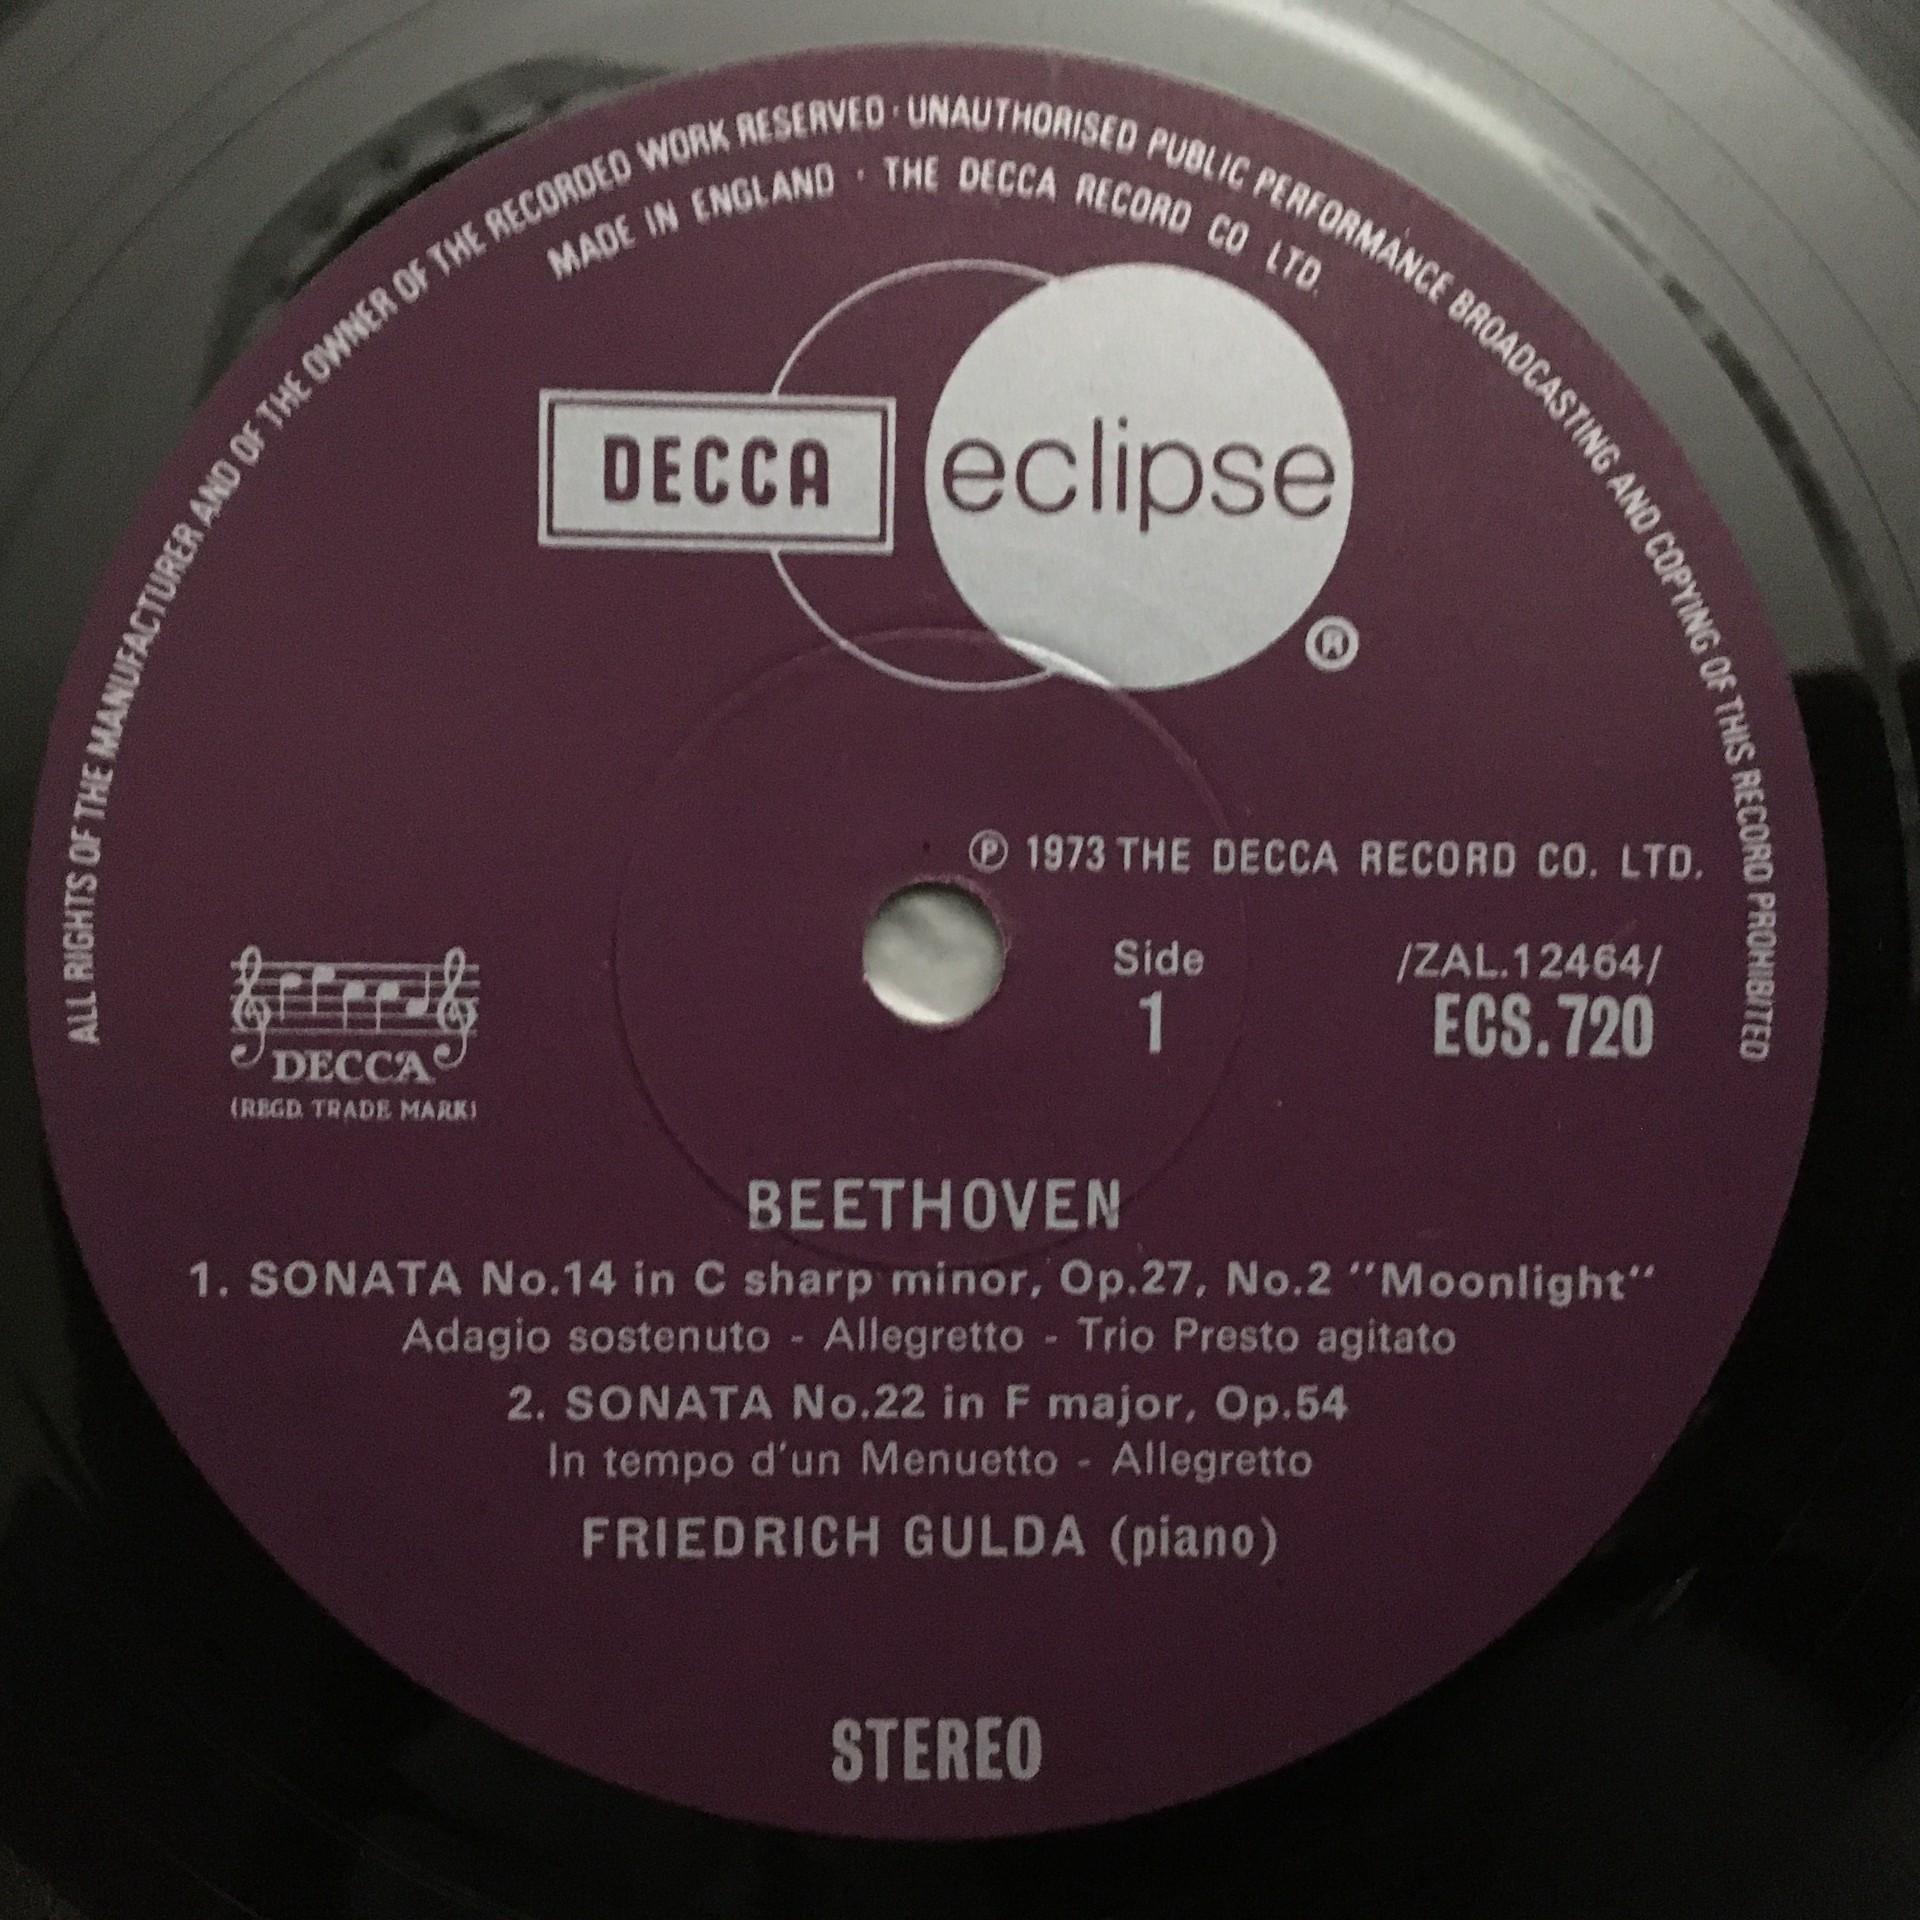 ALL RIGHTS OF THE MANUFACTURER AND OF THE OWNER OF THE RECORDED WORK RESERVED · UNAUTHORISED PUBLIC PERFORMANCE BROADCASTING AND COPYING OF THIS RECORD PROHIBITED
MADE IN ENGLAND · THE DECCA RECORD CO LTD.
DECCA eclipse ®
℗ 1973 THE DECCA RECORD CO. LTD.
Side /ZAL.12464/
1 ECS.720
DECCA
(REGD. TRADE MARK)
BEETHOVEN
1. SONATA No.14 in C sharp minor, Op.27, No.2 "Moonlight"
Adagio sostenuto - Allegretto - Trio Presto agitato
2. SONATA No.22 in F major, Op.54
In tempo d'un Menuetto - Allegretto
FRIEDRICH GULDA (piano)
STEREO